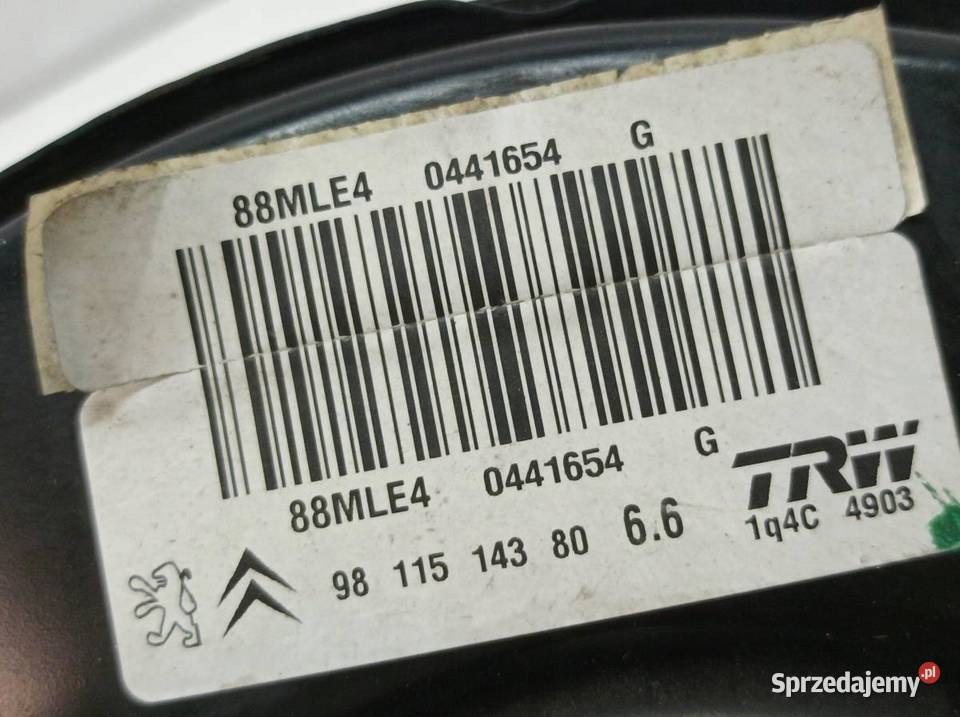 88MLE4 0441654 G
88MLE4 0441654 G
TRW
98 115 143 80 6.6 1q4C 4903
Sprzedajemy.pl